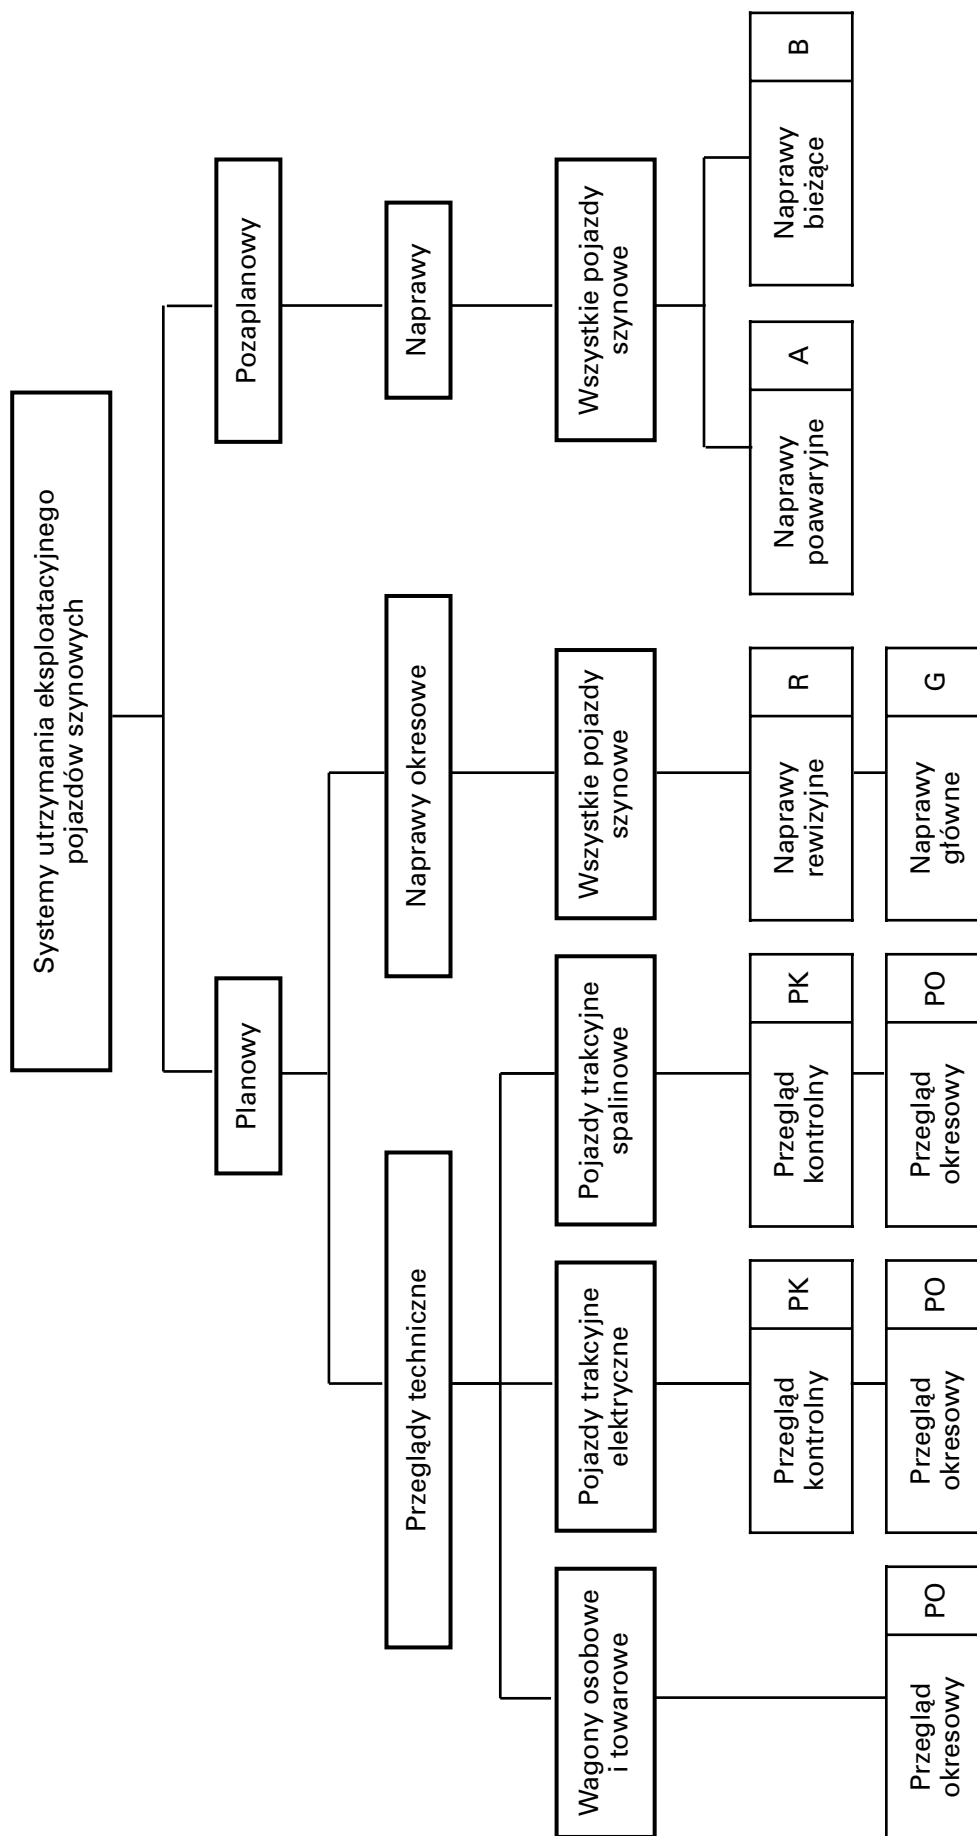 Systemy utrzymania eksploatacyjnego
pojazdów szynowych
Planowy
Pozaplanowy
Przeglądy techniczne
Naprawy okresowe
Naprawy
Wagony osobowe
i towarowe
Pojazdy trakcyjne
elektryczne
Pojazdy trakcyjne
spalinowe
Wszystkie pojazdy
szynowe
Wszystkie pojazdy
szynowe
Przegląd
kontrolny
PK
Przegląd
kontrolny
PK
Naprawy
rewizyjne
R
Naprawy
poawaryjne
A
Naprawy
bieżące
B
Przegląd
okresowy
PO
Przegląd
okresowy
PO
Przegląd
okresowy
PO
Naprawy
główne
G